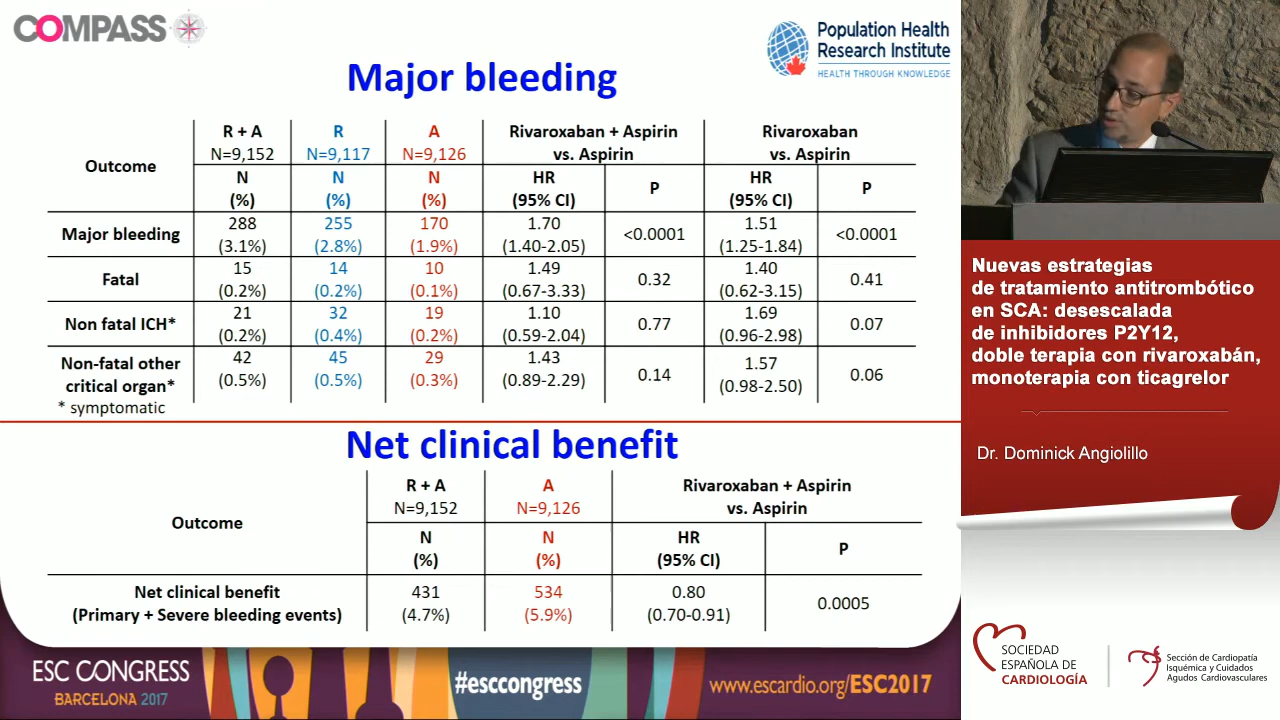 COMPASS
Population Health
Research Institute
HEALTH THROUGH KNOWLEDGE
Major bleeding
Outcome
R + A
N=9,152
R
N=9,117
A
N=9,126
Rivaroxaban + Aspirin
vs. Aspirin
Rivaroxaban
vs. Aspirin
N
(%)
N
(%)
N
(%)
HR
(95% CI)
P
HR
(95% CI)
P
Major bleeding
288
(3.1%)
255
(2.8%)
170
(1.9%)
1.70
(1.40-2.05)
<0.0001
1.51
(1.25-1.84)
<0.0001
Fatal
15
(0.2%)
14
(0.2%)
10
(0.1%)
1.49
(0.67-3.33)
0.32
1.40
(0.62-3.15)
0.41
Non fatal ICH*
21
(0.2%)
32
(0.4%)
19
(0.2%)
1.10
(0.59-2.04)
0.77
1.69
(0.96-2.98)
0.07
Non-fatal other
critical organ*
42
(0.5%)
45
(0.5%)
29
(0.3%)
1.43
(0.89-2.29)
0.14
1.57
(0.98-2.50)
0.06
* symptomatic
Net clinical benefit
Outcome
R + A
N=9,152
A
N=9,126
Rivaroxaban + Aspirin
vs. Aspirin
N
(%)
N
(%)
HR
(95% CI)
P
Net clinical benefit
(Primary + Severe bleeding events)
431
(4.7%)
534
(5.9%)
0.80
(0.70-0.91)
0.0005
ESC CONGRESS
BARCELONA 2017
#esccongress
www.escardio.org/ESC2017
Nuevas estrategias
de tratamiento antitrombótico
en SCA: desescalada
de inhibidores P2Y12,
doble terapia con rivaroxabán,
monoterapia con ticagrelor
Dr. Dominick Angiolillo
SOCIEDAD
ESPAÑOLA DE
CARDIOLOGÍA
Sección de Cardiopatía
Isquémica y Cuidados
Agudos Cardiovasculares